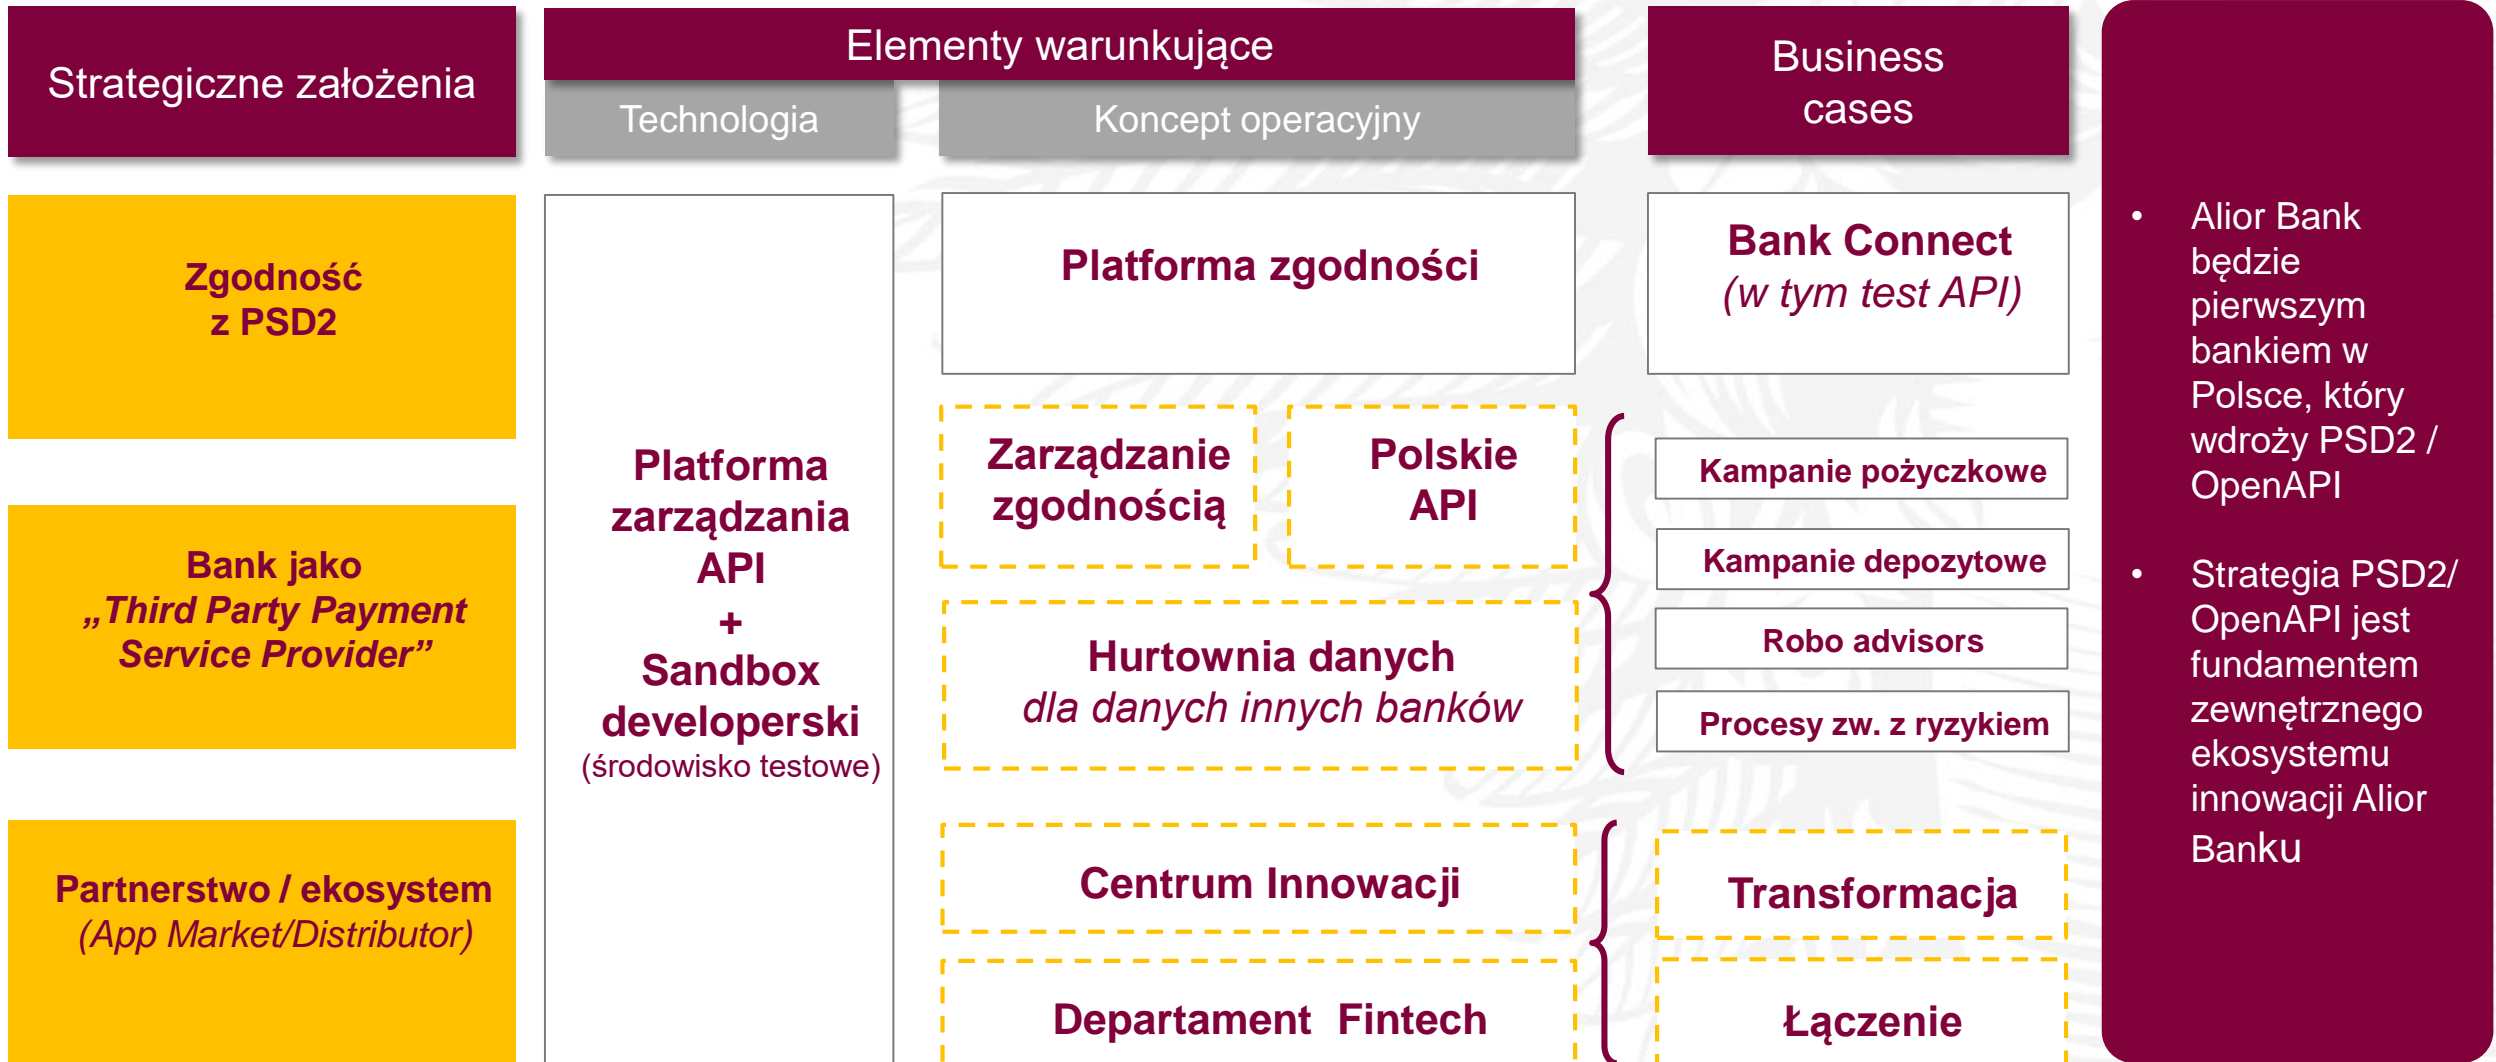 Strategiczne założenia
Elementy warunkujące
Technologia
Koncept operacyjny
Business
cases
Zgodność
z PSD2
Bank jako
„Third Party Payment
Service Provider”
Partnerstwo / ekosystem
(App Market/Distributor)
Platforma
zarządzania
API
+
Sandbox
developerski
(środowisko testowe)
Platforma zgodności
Zarządzanie
zgodnością
Polskie
API
Hurtownia danych
dla danych innych banków
Centrum Innowacji
Departament Fintech
Bank Connect
(w tym test API)
Kampanie pożyczkowe
Kampanie depozytowe
Robo advisors
Procesy zw. z ryzykiem
Transformacja
Łączenie
• Alior Bank
będzie
pierwszym
bankiem w
Polsce, który
wdroży PSD2 /
OpenAPI
• Strategia PSD2/
OpenAPI jest
fundamentem
zewnętrznego
ekosystemu
innowacji Alior
Banku